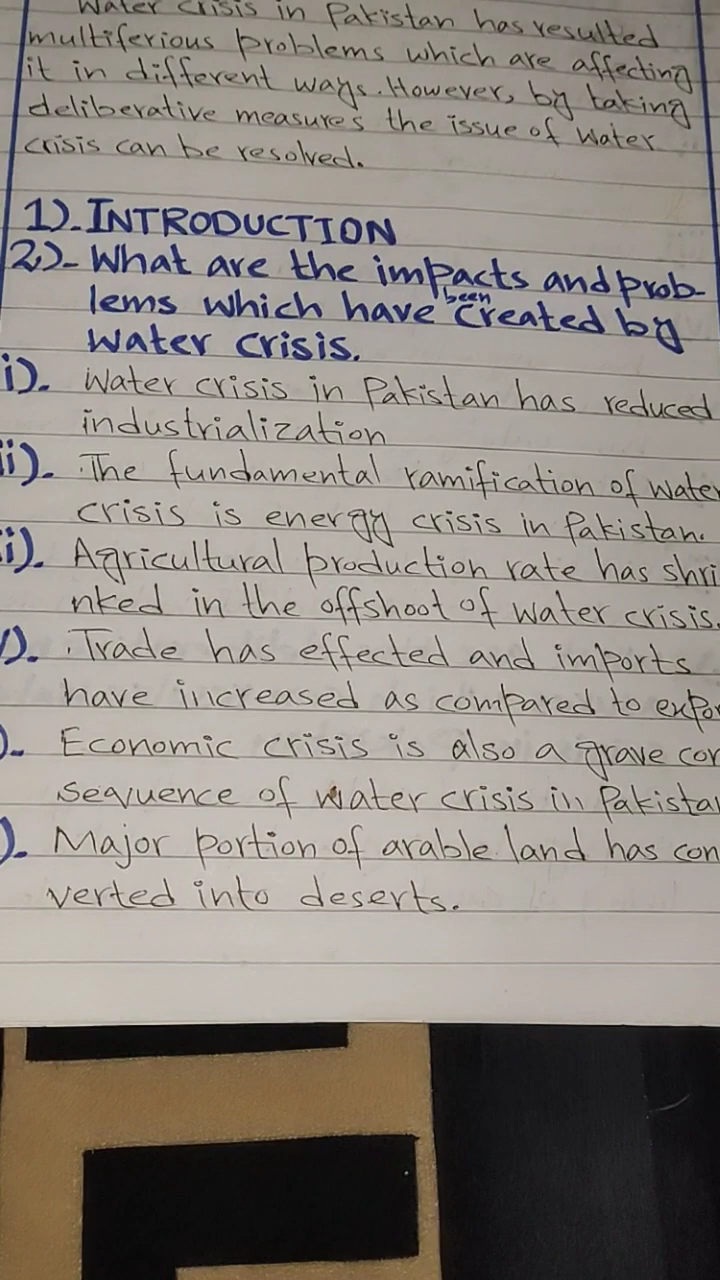 Water crisis in Pakistan has resulted
multiferious problems which are affecting
it in different ways. However, by taking
deliberative measures the issue of water
crisis can be resolved.
1). INTRODUCTION
2)- What are the impacts and prob-
lems which have been created by
water crisis.
i). Water crisis in Pakistan has reduced
industrialization
ii). The fundamental ramification of water
crisis is energy crisis in Pakistan.
i). Agricultural production rate has shri
nked in the offshoot of water crisis.
). Trade has effected and imports
have increased as compared to expor
). Economic crisis is also a grave con
sequence of water crisis in Pakistan
). Major portion of arable land has con
verted into deserts.